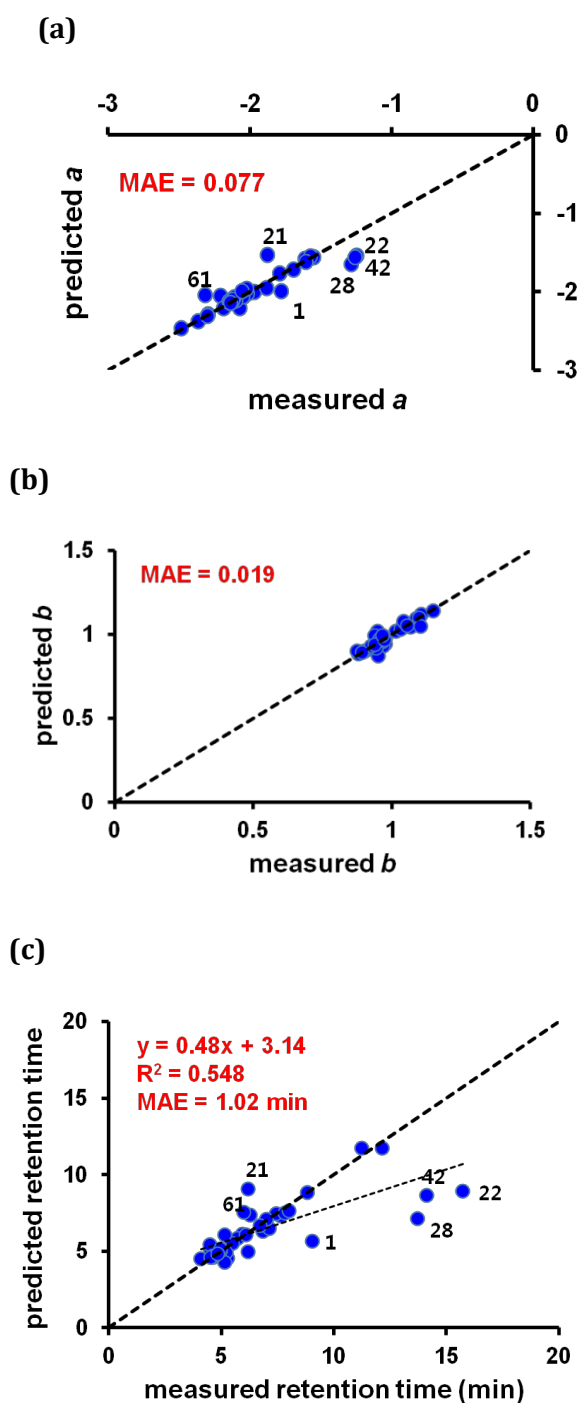 (a)
-3
-2
-1
0
0
MAE = 0.077
-1
21
22
42
61
28
1
-2
-3
predicted a
measured a
(b)
1.5
MAE = 0.019
1
0.5
0
0
0.5
1
1.5
predicted b
measured b
(c)
20
y = 0.48x + 3.14
R² = 0.548
MAE = 1.02 min
15
10
21
42
22
61
28
1
5
0
0
5
10
15
20
predicted retention time
measured retention time (min)